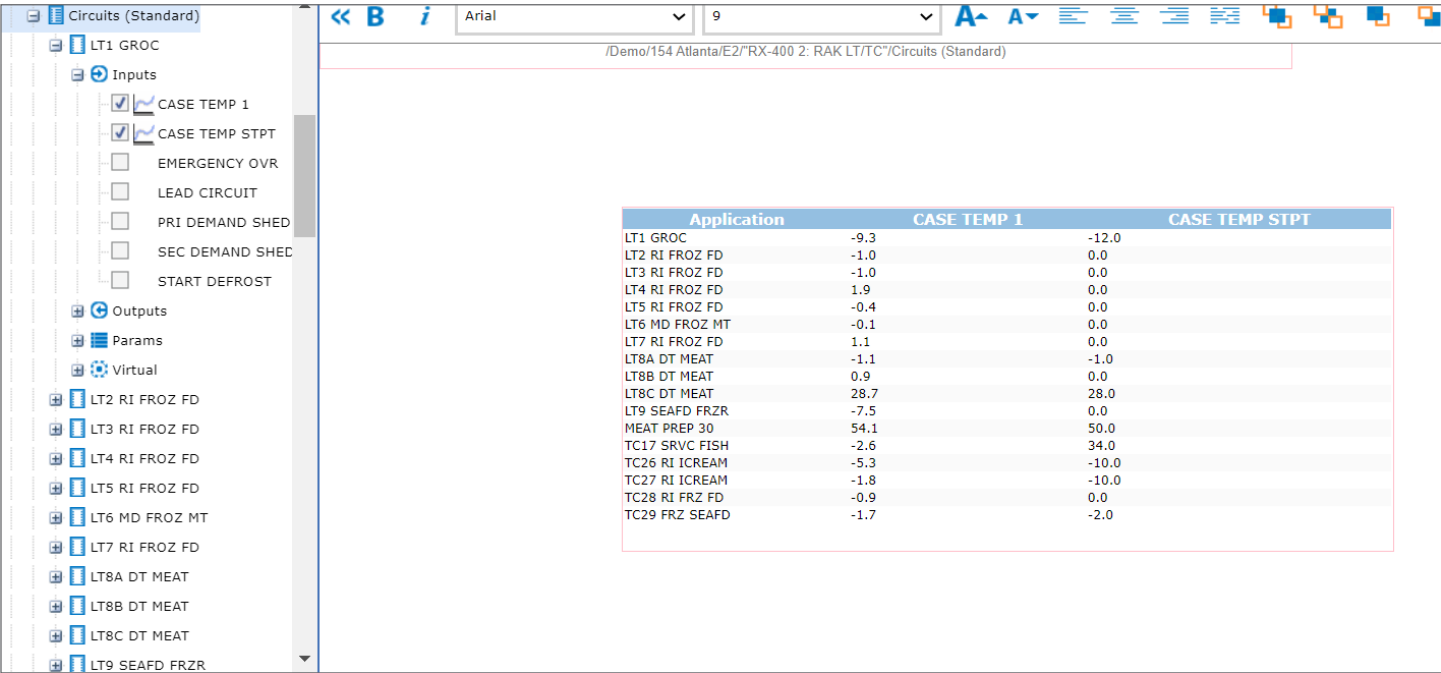 Circuits (Standard)
LT1 GROC
Inputs
CASE TEMP 1
CASE TEMP STPT
EMERGENCY OVR
LEAD CIRCUIT
PRI DEMAND SHED
SEC DEMAND SHED
START DEFROST
Outputs
Params
Virtual
LT2 RI FROZ FD
LT3 RI FROZ FD
LT4 RI FROZ FD
LT5 RI FROZ FD
LT6 MD FROZ MT
LT7 RI FROZ FD
LT8A DT MEAT
LT8B DT MEAT
LT8C DT MEAT
LT9 SEAFD FRZR
B i Arial 9 A A
/Demo/154 Atlanta/E2/"RX-400 2: RAK LT/TC"/Circuits (Standard)
Application CASE TEMP 1 CASE TEMP STPT
LT1 GROC -9.3 -12.0
LT2 RI FROZ FD -1.0 0.0
LT3 RI FROZ FD -1.0 0.0
LT4 RI FROZ FD 1.9 0.0
LT5 RI FROZ FD -0.4 0.0
LT6 MD FROZ MT -0.1 0.0
LT7 RI FROZ FD 1.1 0.0
LT8A DT MEAT -1.1 -1.0
LT8B DT MEAT 0.9 0.0
LT8C DT MEAT 28.7 28.0
LT9 SEAFD FRZR -7.5 0.0
MEAT PREP 30 54.1 50.0
TC17 SRVC FISH -2.6 34.0
TC26 RI ICREAM -5.3 -10.0
TC27 RI ICREAM -1.8 -10.0
TC28 RI FRZ FD -0.9 0.0
TC29 FRZ SEAFD -1.7 -2.0